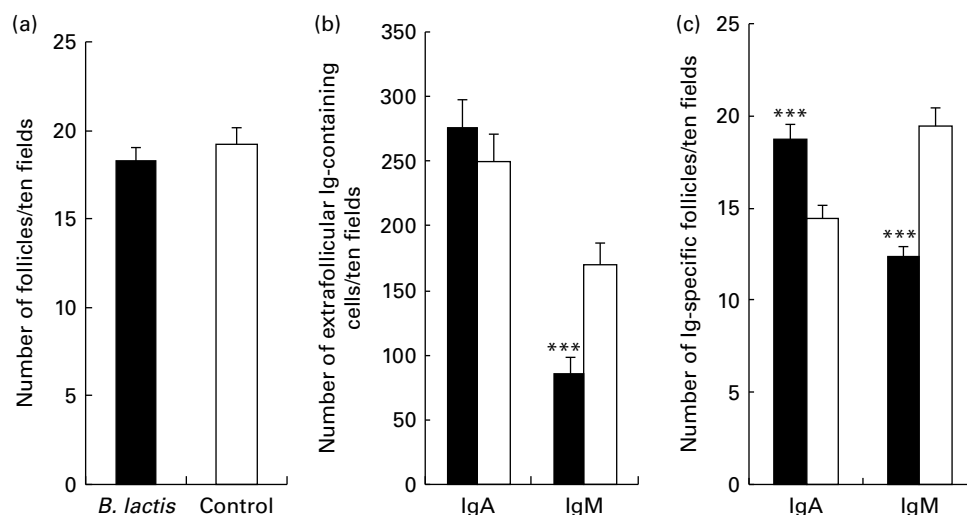 (a)
25
20
15
10
5
0
Number of follicles/ten fields
B. lactis
Control
(b)
350
300
250
200
150
100
50
0
Number of extrafollicular Ig-containing
cells/ten fields
***
IgA
IgM
(c)
25
20
15
10
5
0
Number of Ig-specific follicles/ten fields
***
***
IgA
IgM